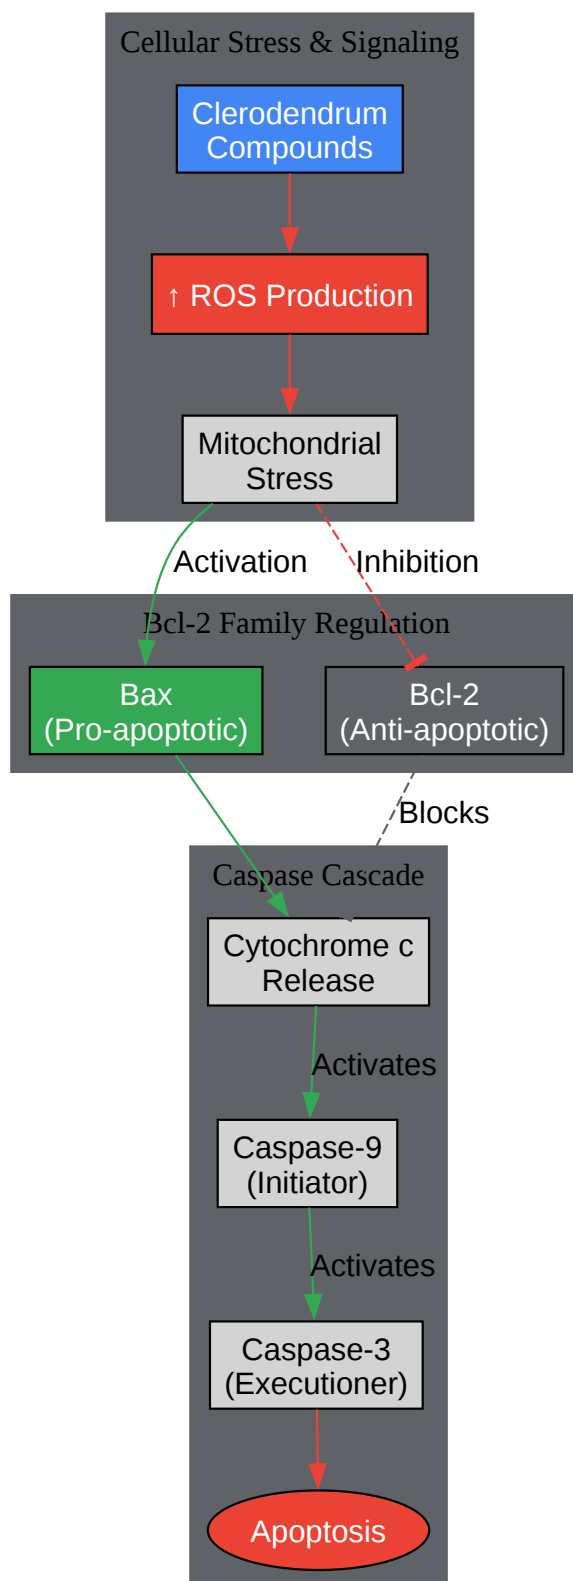 Cellular Stress & Signaling
Clerodendrum
Compounds
↑ ROS Production
Mitochondrial
Stress
Activation
Inhibition
Bcl-2 Family Regulation
Bax
(Pro-apoptotic)
Bcl-2
(Anti-apoptotic)
Blocks
Caspase Cascade
Cytochrome c
Release
Activates
Caspase-9
(Initiator)
Activates
Caspase-3
(Executioner)
Apoptosis